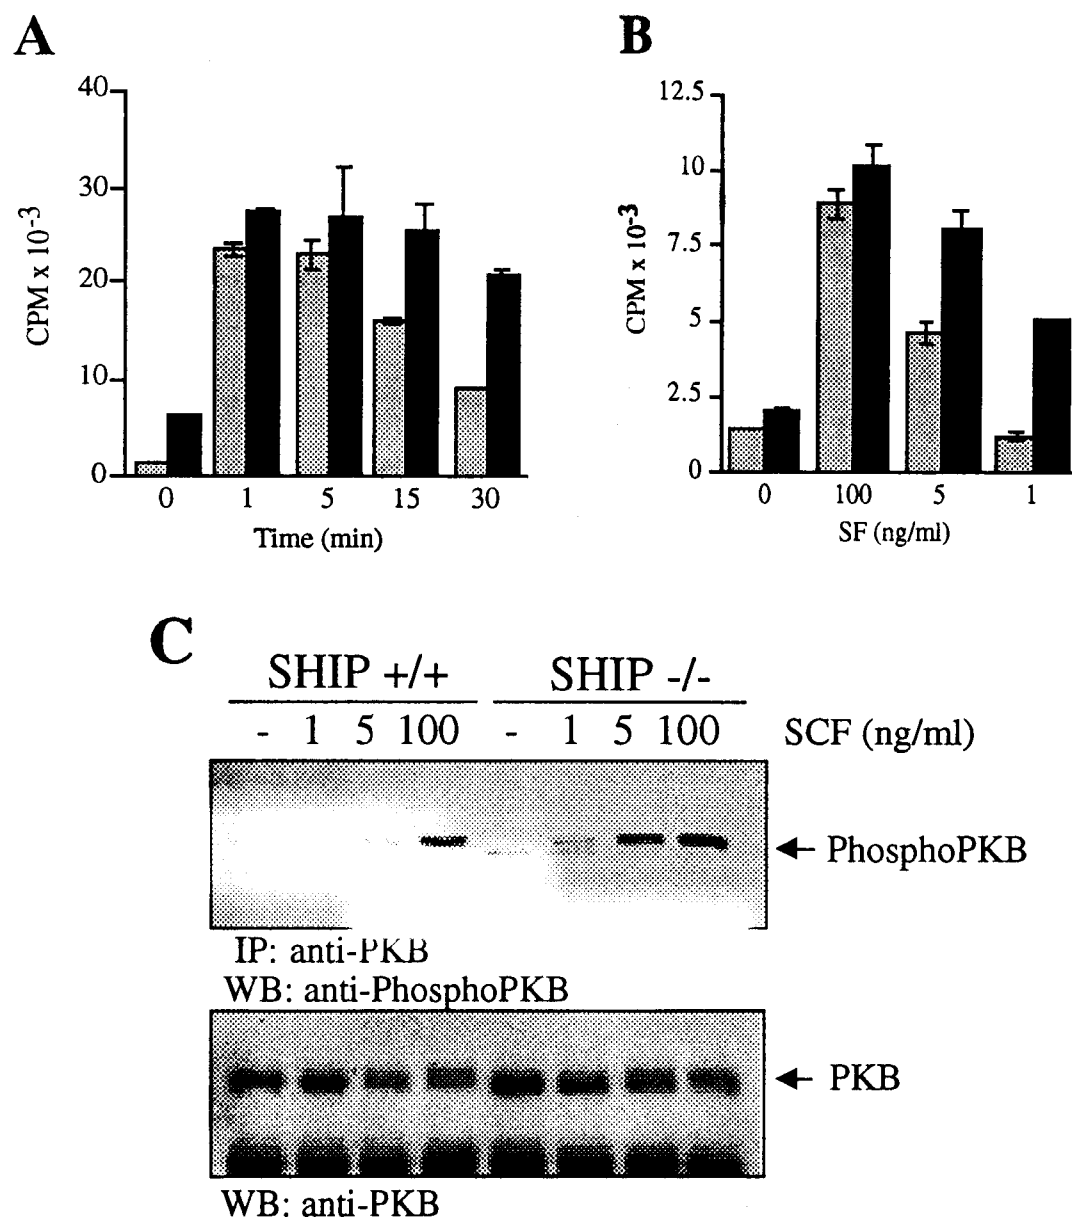 A
40
30
20
10
0
CPM x 10-3
0 1 5 15 30
Time (min)
B
12.5
10
7.5
5
2.5
0
CPM x 10-3
0 100 5 1
SF (ng/ml)
C
SHIP +/+ SHIP -/-
- 1 5 100 - 1 5 100 SCF (ng/ml)
PhosphoPKB
IP: anti-PKB
WB: anti-PhosphoPKB
PKB
WB: anti-PKB